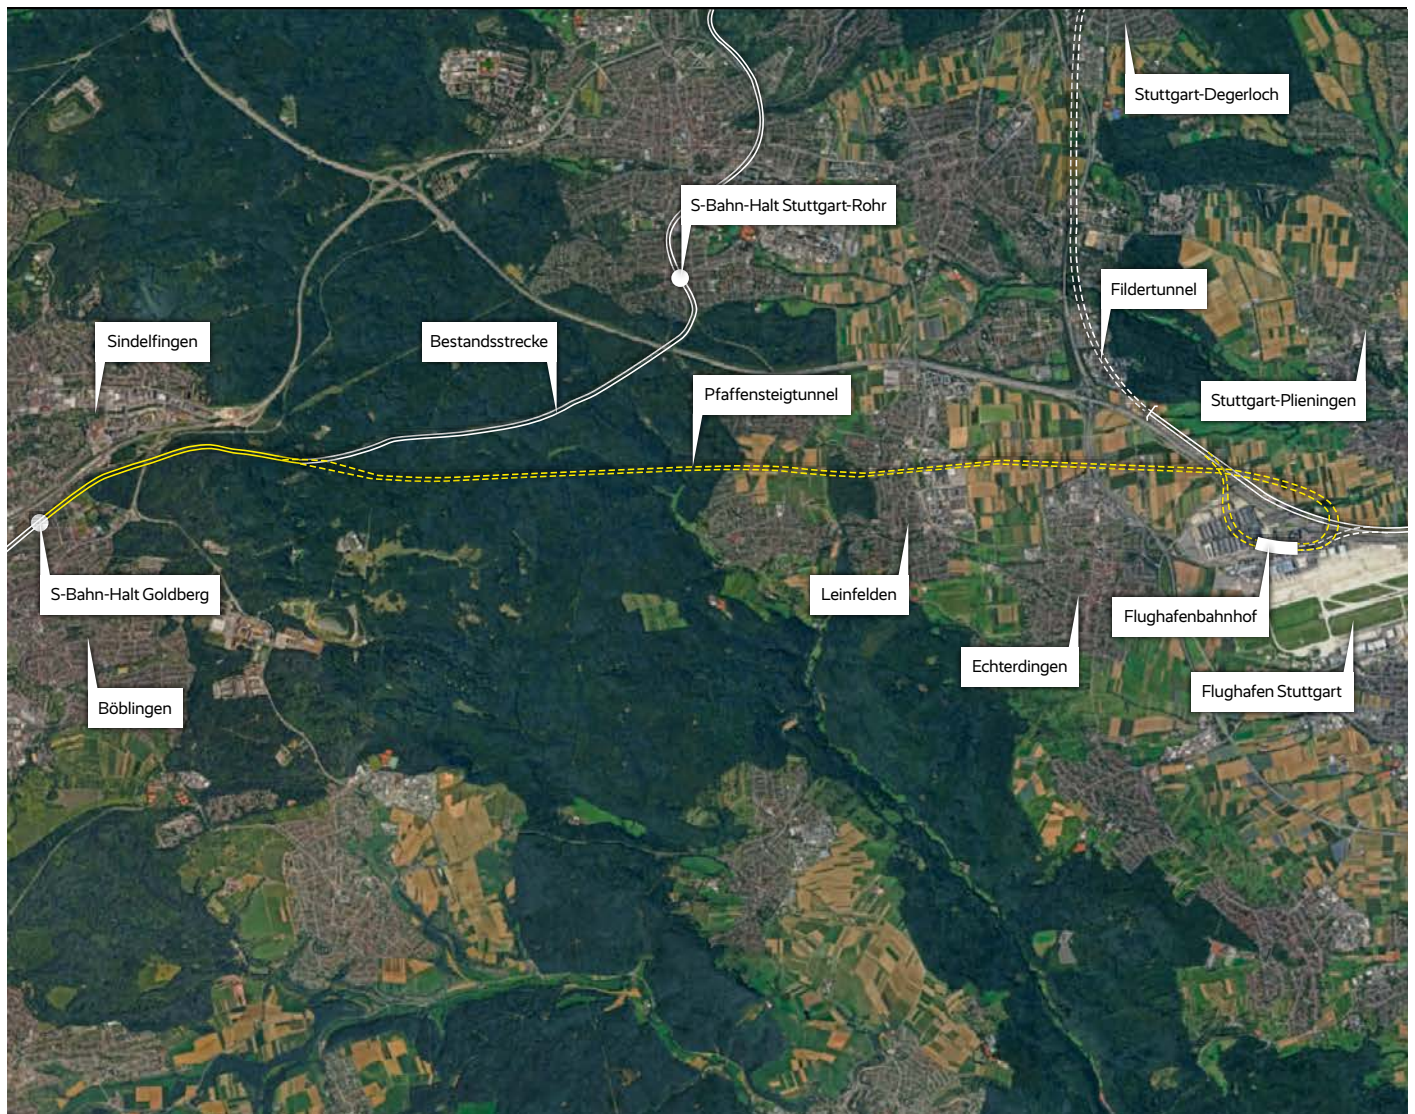 Stuttgart-Degerloch
S-Bahn-Halt Stuttgart-Rohr
Fildertunnel
Sindelfingen
Bestandsstrecke
Pfaffensteigtunnel
Stuttgart-Plieningen
S-Bahn-Halt Goldberg
Leinfelden
Flughafenbahnhof
Echterdingen
Flughafen Stuttgart
Böblingen